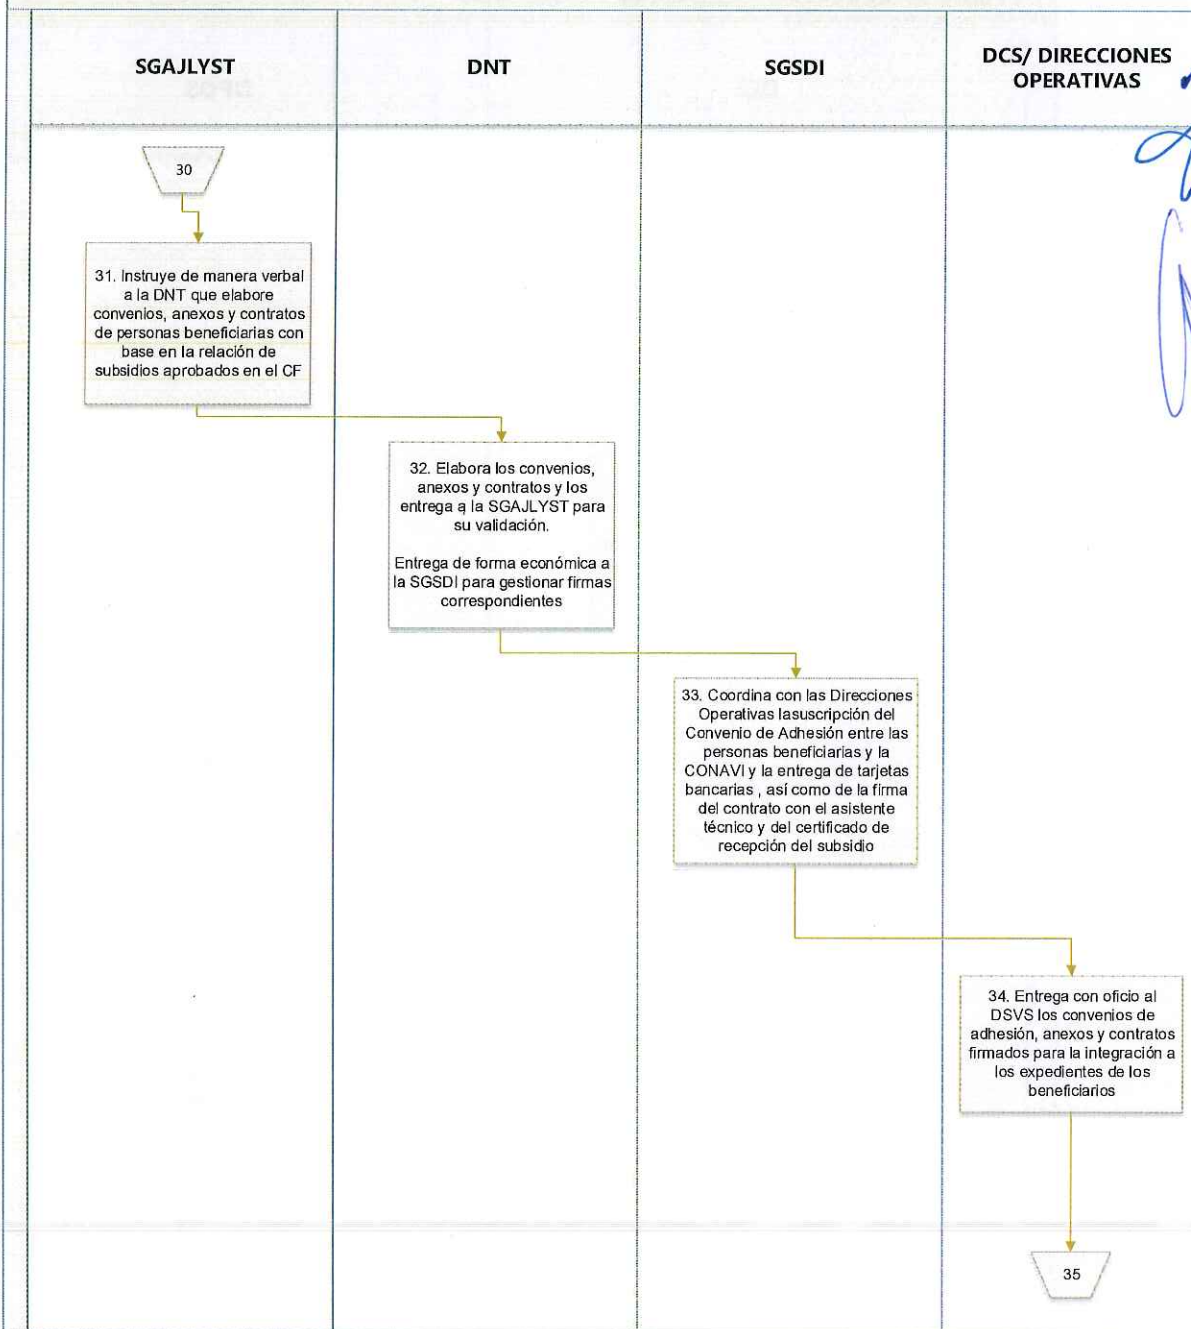 SGAJLYST
DNT
SGSDI
DCS/ DIRECCIONES
OPERATIVAS
30
31. Instruye de manera verbal
a la DNT que elabore
convenios, anexos y contratos
de personas beneficiarias con
base en la relación de
subsidios aprobados en el CF
32. Elabora los convenios,
anexos y contratos y los
entrega a la SGAJLYST para
su validación.
Entrega de forma económica a
la SGSDI para gestionar firmas
correspondientes
33. Coordina con las Direcciones
Operativas lasuscripción del
Convenio de Adhesión entre las
personas beneficiarias y la
CONAVI y la entrega de tarjetas
bancarias , así como de la firma
del contrato con el asistente
técnico y del certificado de
recepción del subsidio
34. Entrega con oficio al
DSVS los convenios de
adhesión, anexos y contratos
firmados para la integración a
los expedientes de los
beneficiarios
35